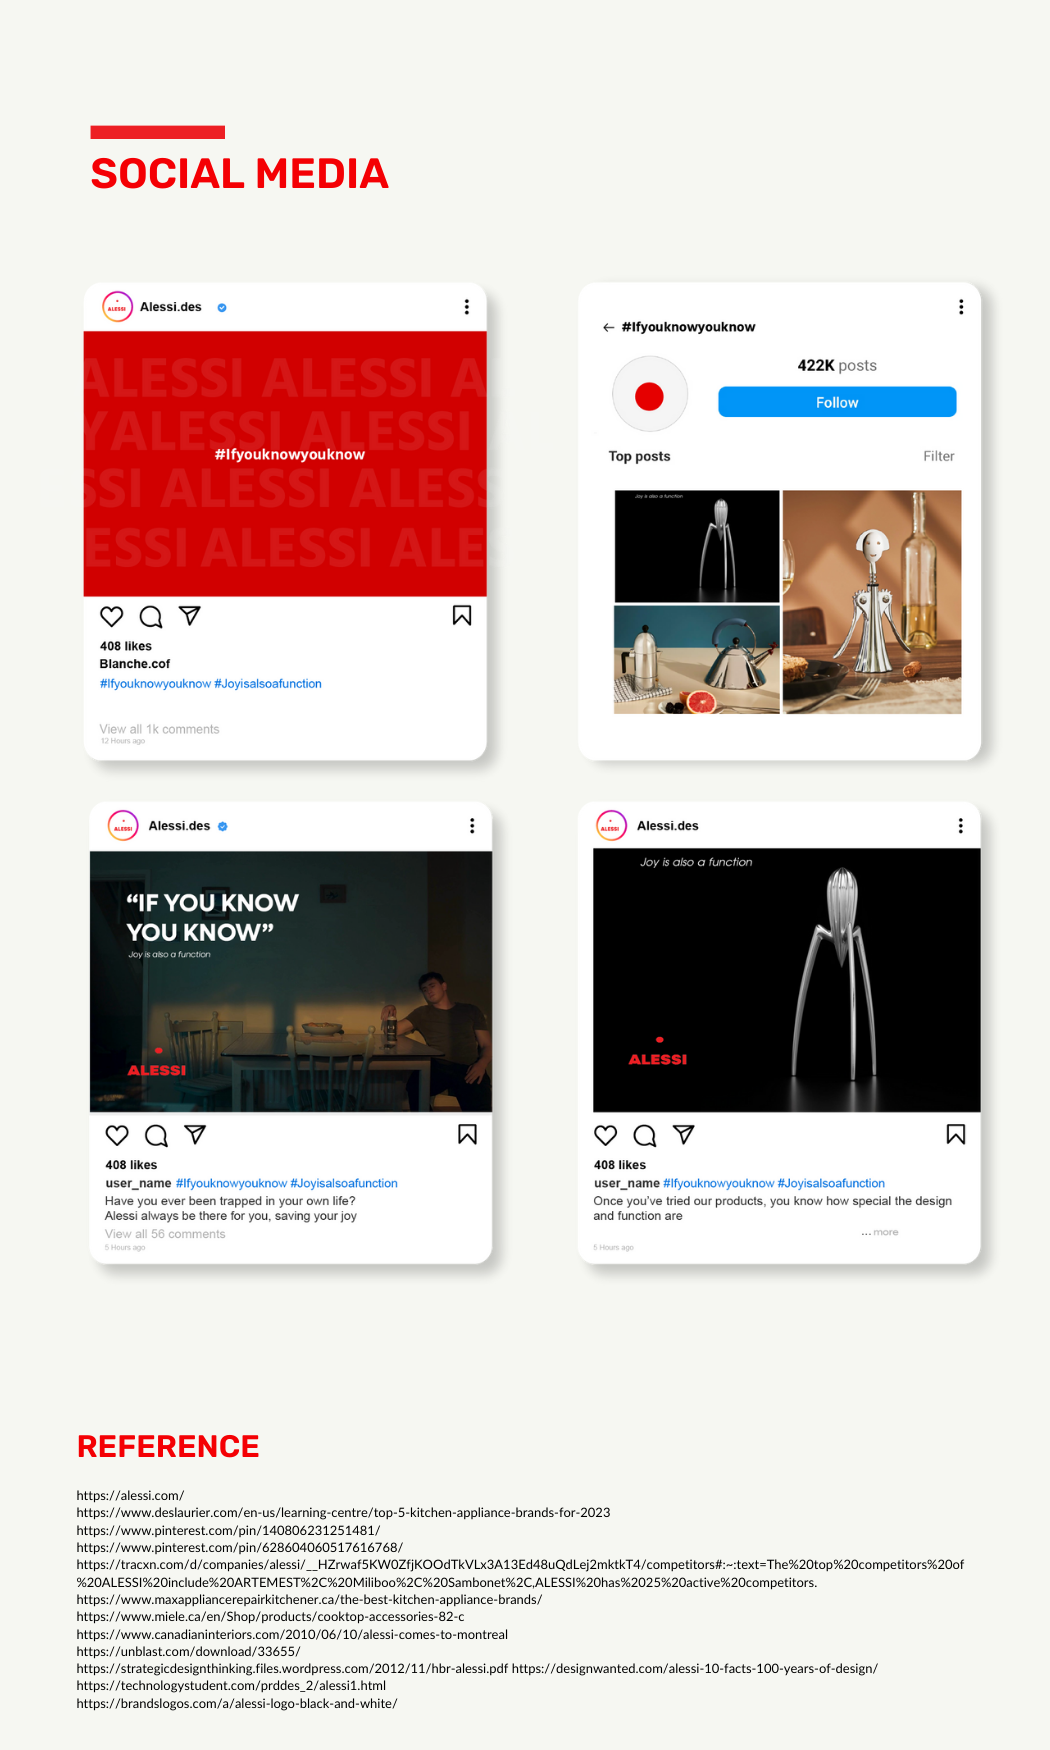 SOCIAL MEDIA
ALESSI
Alessi.des
ALESSI ALESSI A
YALESSI ALESSI
SSI ALESSI ALESS
ESSI ALESSI ALE
#Ifyouknowyouknow
408 likes
Blanche.cof
#Ifyouknowyouknow #Joyisalsoafunction
View all 1k comments
12 Hours ago
#Ifyouknowyouknow
422K posts
Follow
Top posts
Filter
Joy is also a function
ALESSI
Alessi.des
“IF YOU KNOW
YOU KNOW”
Joy is also a function
ALESSI
408 likes
user_name #Ifyouknowyouknow #Joyisalsoafunction
Have you ever been trapped in your own life?
Alessi always be there for you, saving your joy
View all 56 comments
5 Hours ago
ALESSI
Alessi.des
Joy is also a function
ALESSI
408 likes
user_name #Ifyouknowyouknow #Joyisalsoafunction
Once you've tried our products, you know how special the design
and function are
... more
5 Hours ago
REFERENCE
https://alessi.com/
https://www.deslaurier.com/en-us/learning-centre/top-5-kitchen-appliance-brands-for-2023
https://www.pinterest.com/pin/140806231251481/
https://www.pinterest.com/pin/628604060517616768/
https://tracxn.com/d/companies/alessi/__HZrwaf5KW0ZfjKOOdTkVLx3A13Ed48uQdLej2mktkT4/competitors#:~:text=The%20top%20competitors%20of
%20ALESSI%20include%20ARTEMEST%2C%20Miliboo%2C%20Sambonet%2C,ALESSI%20has%2025%20active%20competitors.
https://www.maxappliancerepairkitchener.ca/the-best-kitchen-appliance-brands/
https://www.miele.ca/en/Shop/products/cooktop-accessories-82-c
https://www.canadianinteriors.com/2010/06/10/alessi-comes-to-montreal
https://unblast.com/download/33655/
https://strategicdesignthinking.files.wordpress.com/2012/11/hbr-alessi.pdf https://designwanted.com/alessi-10-facts-100-years-of-design/
https://technologystudent.com/prddes_2/alessi1.html
https://brandslogos.com/a/alessi-logo-black-and-white/